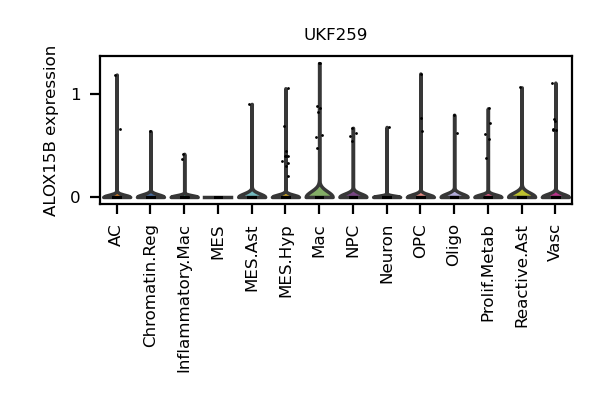 UKF259
ALOX15B expression
1
0
AC
Chromatin.Reg
Inflammatory.Mac
MES
MES.Ast
MES.Hyp
Mac
NPC
Neuron
OPC
Oligo
Prolif.Metab
Reactive.Ast
Vasc